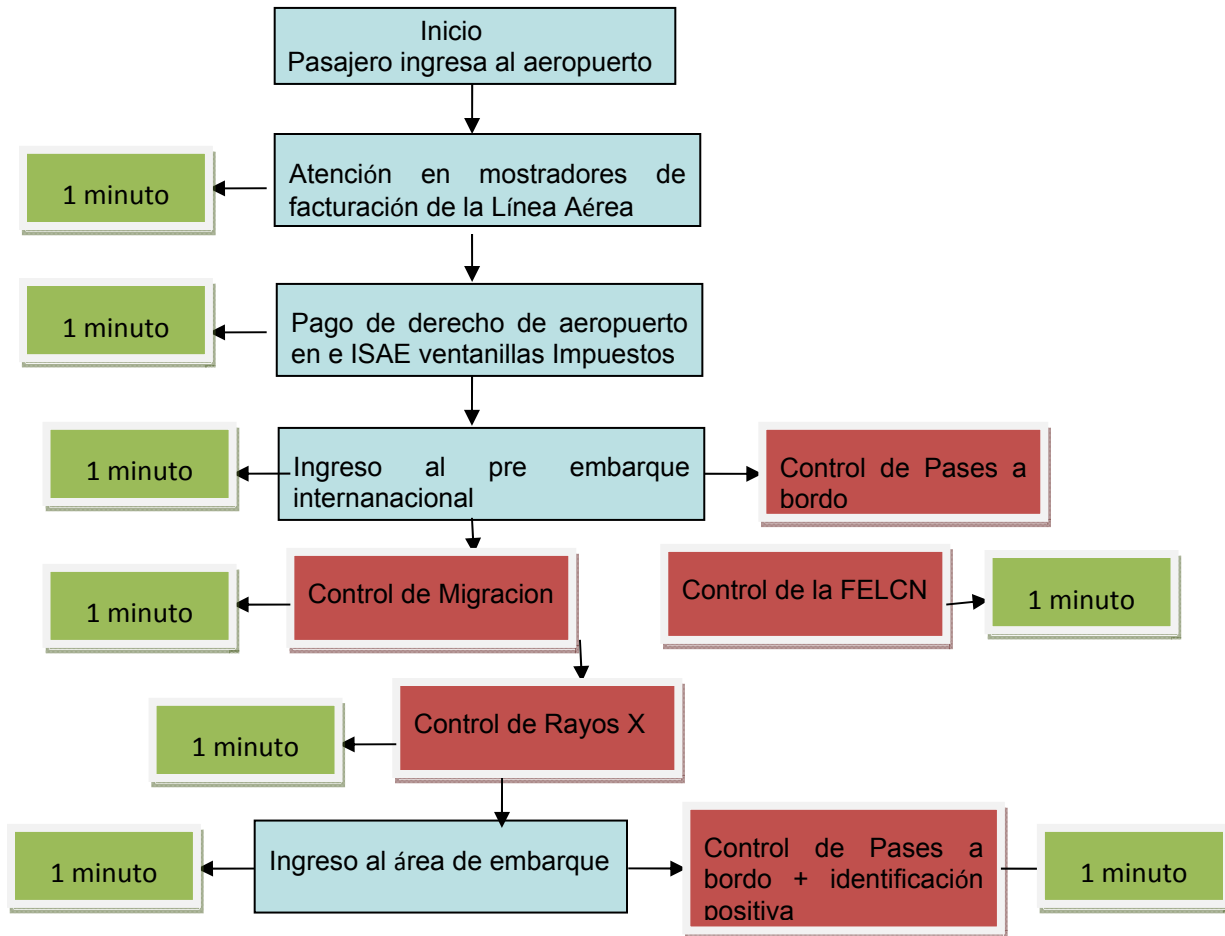 Inicio
Pasajero ingresa al aeropuerto
1 minuto
Atención en mostradores de
facturación de la Línea Aérea
1 minuto
Pago de derecho de aeropuerto
en e ISAE ventanillas Impuestos
1 minuto
Ingreso al pre embarque
internanacional
Control de Pases a
bordo
1 minuto
Control de Migracion
Control de la FELCN
1 minuto
1 minuto
Control de Rayos X
1 minuto
Ingreso al área de embarque
Control de Pases a
bordo + identificación
positiva
1 minuto